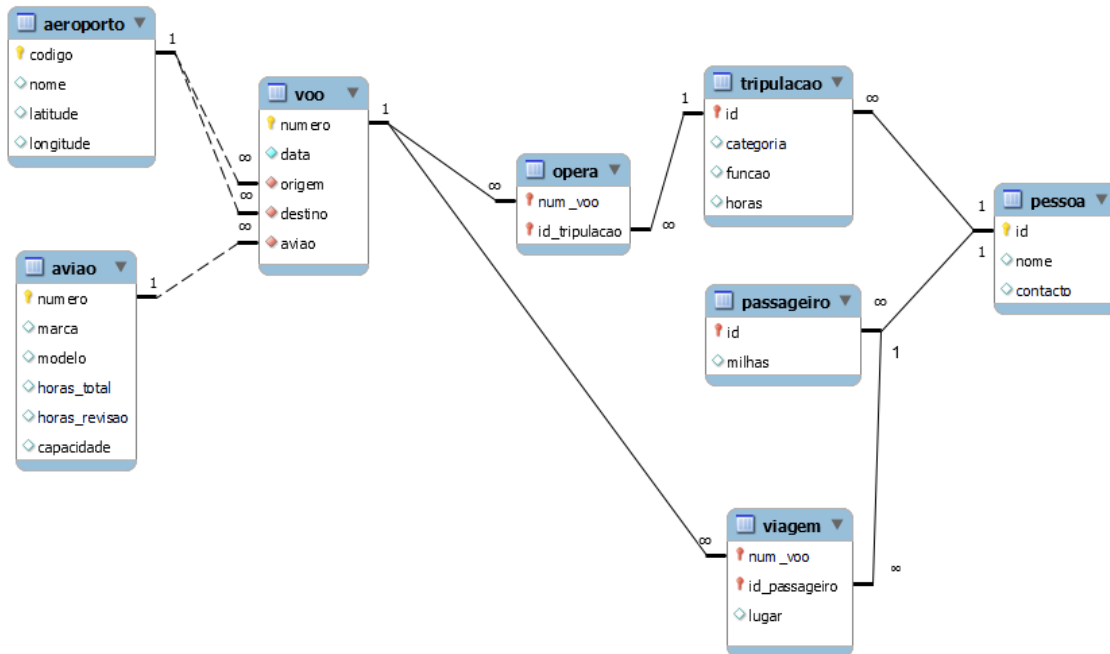 aeroporto
codigo
nome
latitude
longitude
1
∞
∞
∞
1
voo
numero
data
origem
destino
aviao
1
aviao
numero
marca
modelo
horas_total
horas_revisao
capacidade
∞
opera
num_voo
id_tripulacao
1
∞
tripulacao
id
categoria
funcao
horas
∞
1
1
pessoa
id
nome
contacto
passageiro
id
milhas
∞
1
∞
viagem
num_voo
id_passageiro
lugar
∞